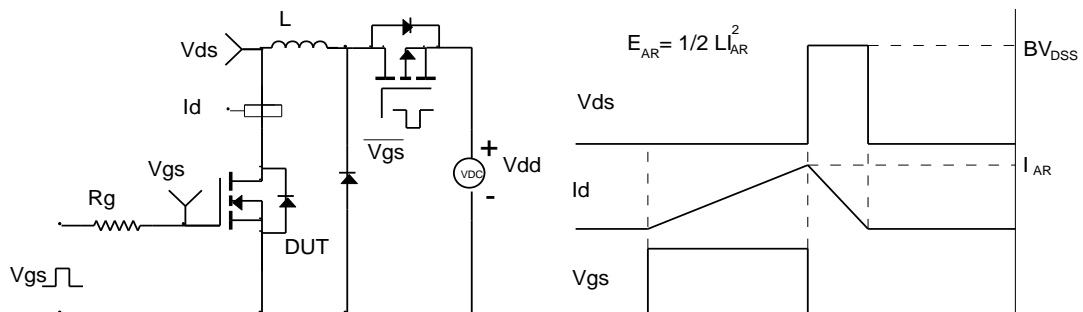 L
Vds
Id
Vgs
Vgs
+
VDC
Vdd
-
Rg
DUT
Vgs
E_AR = 1/2 LI_AR^2
BV_DSS
Vds
I_AR
Id
Vgs